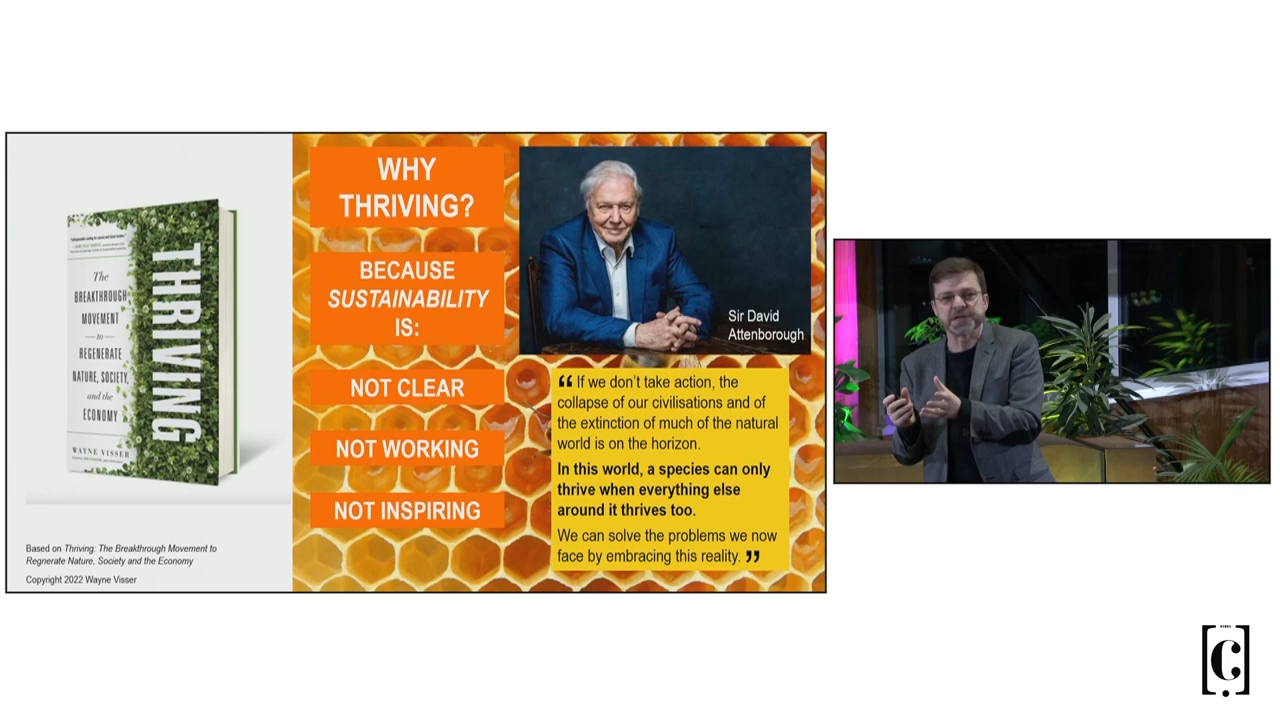 The
BREAKTHROUGH
MOVEMENT
to
REGENERATE
NATURE, SOCIETY,
and the
ECONOMY
WAYNE VISSER
THRIVING
Based on Thriving: The Breakthrough Movement to
Regnerate Nature, Society and the Economy
Copyright 2022 Wayne Visser
WHY
THRIVING?
BECAUSE
SUSTAINABILITY
IS:
NOT CLEAR
NOT WORKING
NOT INSPIRING
Sir David
Attenborough
“ If we don’t take action, the
collapse of our civilisations and of
the extinction of much of the natural
world is on the horizon.
In this world, a species can only
thrive when everything else
around it thrives too.
We can solve the problems we now
face by embracing this reality. ”
[Ç]